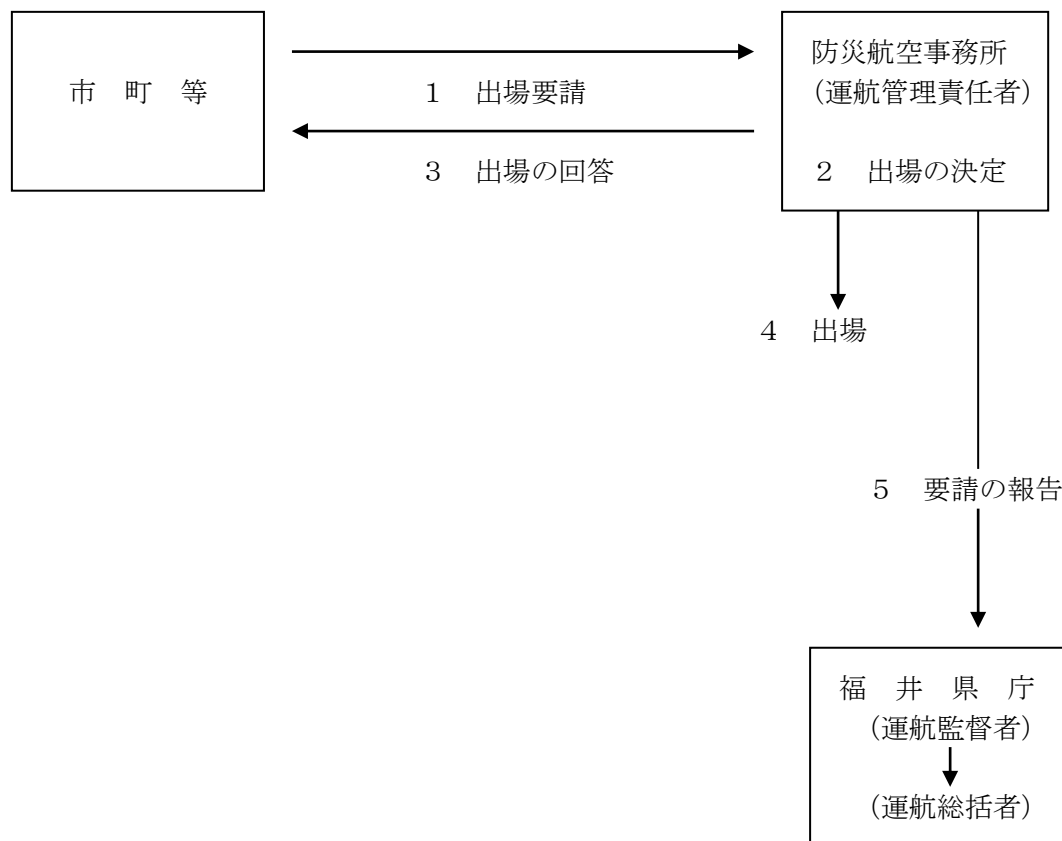 市　町　等
１　出場要請
３　出場の回答
防災航空事務所
（運航管理責任者）
２　出場の決定
４　出場
５　要請の報告
福　井　県　庁
（運航監督者）
（運航総括者）